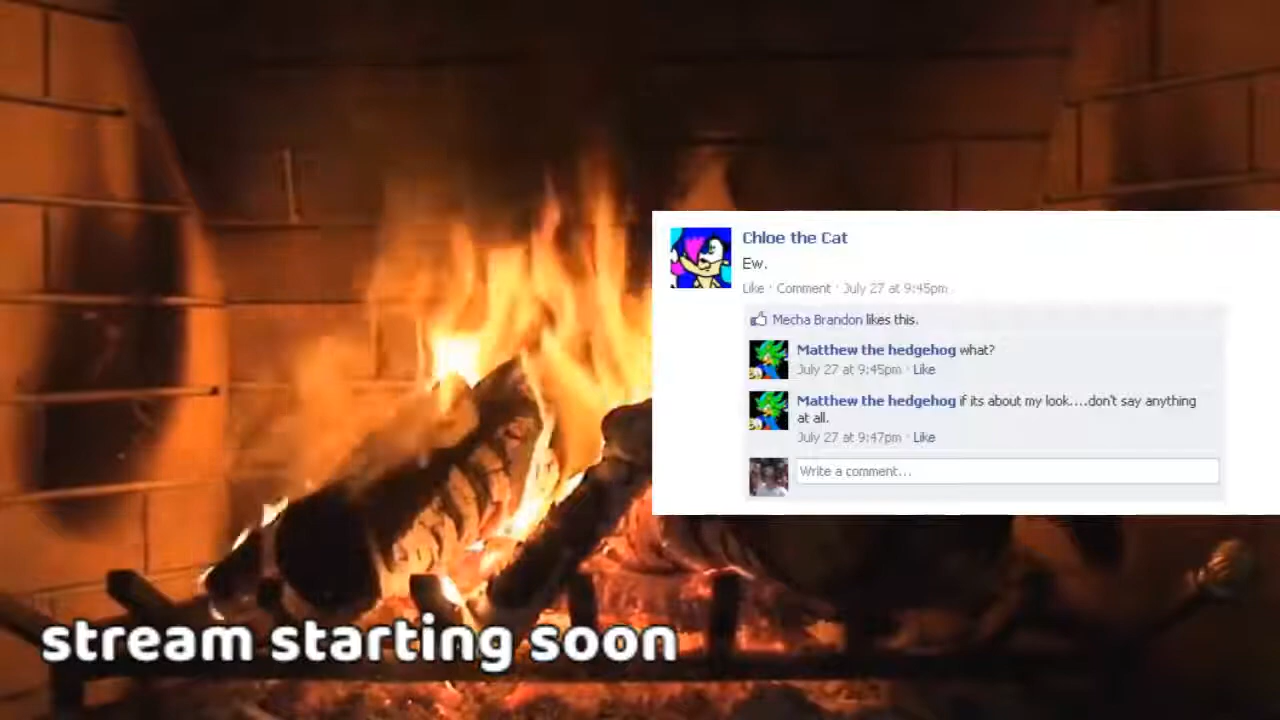 Chloe the Cat
Ew.
Like · Comment · July 27 at 9:45pm
Mecha Brandon likes this.
Matthew the hedgehog what?
July 27 at 9:45pm · Like
Matthew the hedgehog if its about my look....don't say anything
at all.
July 27 at 9:47pm · Like
Write a comment...
stream starting soon